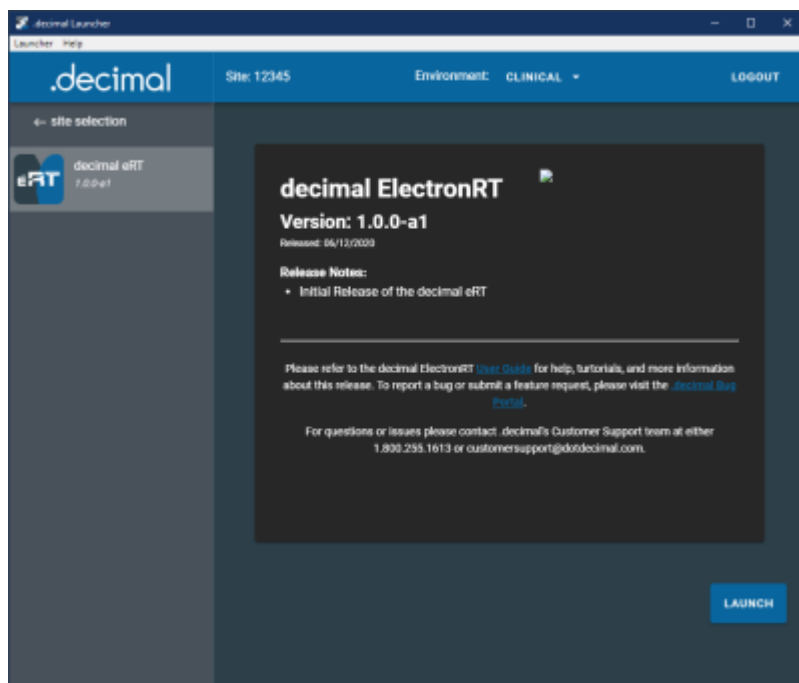 .decimal Launcher
Launcher Help
.decimal
Site: 12345
Environment: CLINICAL
LOGOUT
← site selection
eRT
decimal eRT
1.0.0-a1
decimal ElectronRT
Version: 1.0.0-a1
Released: 06/12/2020
Release Notes:
• Initial Release of the decimal eRT
Please refer to the decimal ElectronRT User Guide for help, turtorials, and more information
about this release. To report a bug or submit a feature request, please visit the .decimal Bug
Portal.
For questions or issues please contact .decimal's Customer Support team at either
1.800.255.1613 or customersupport@dotdecimal.com.
LAUNCH